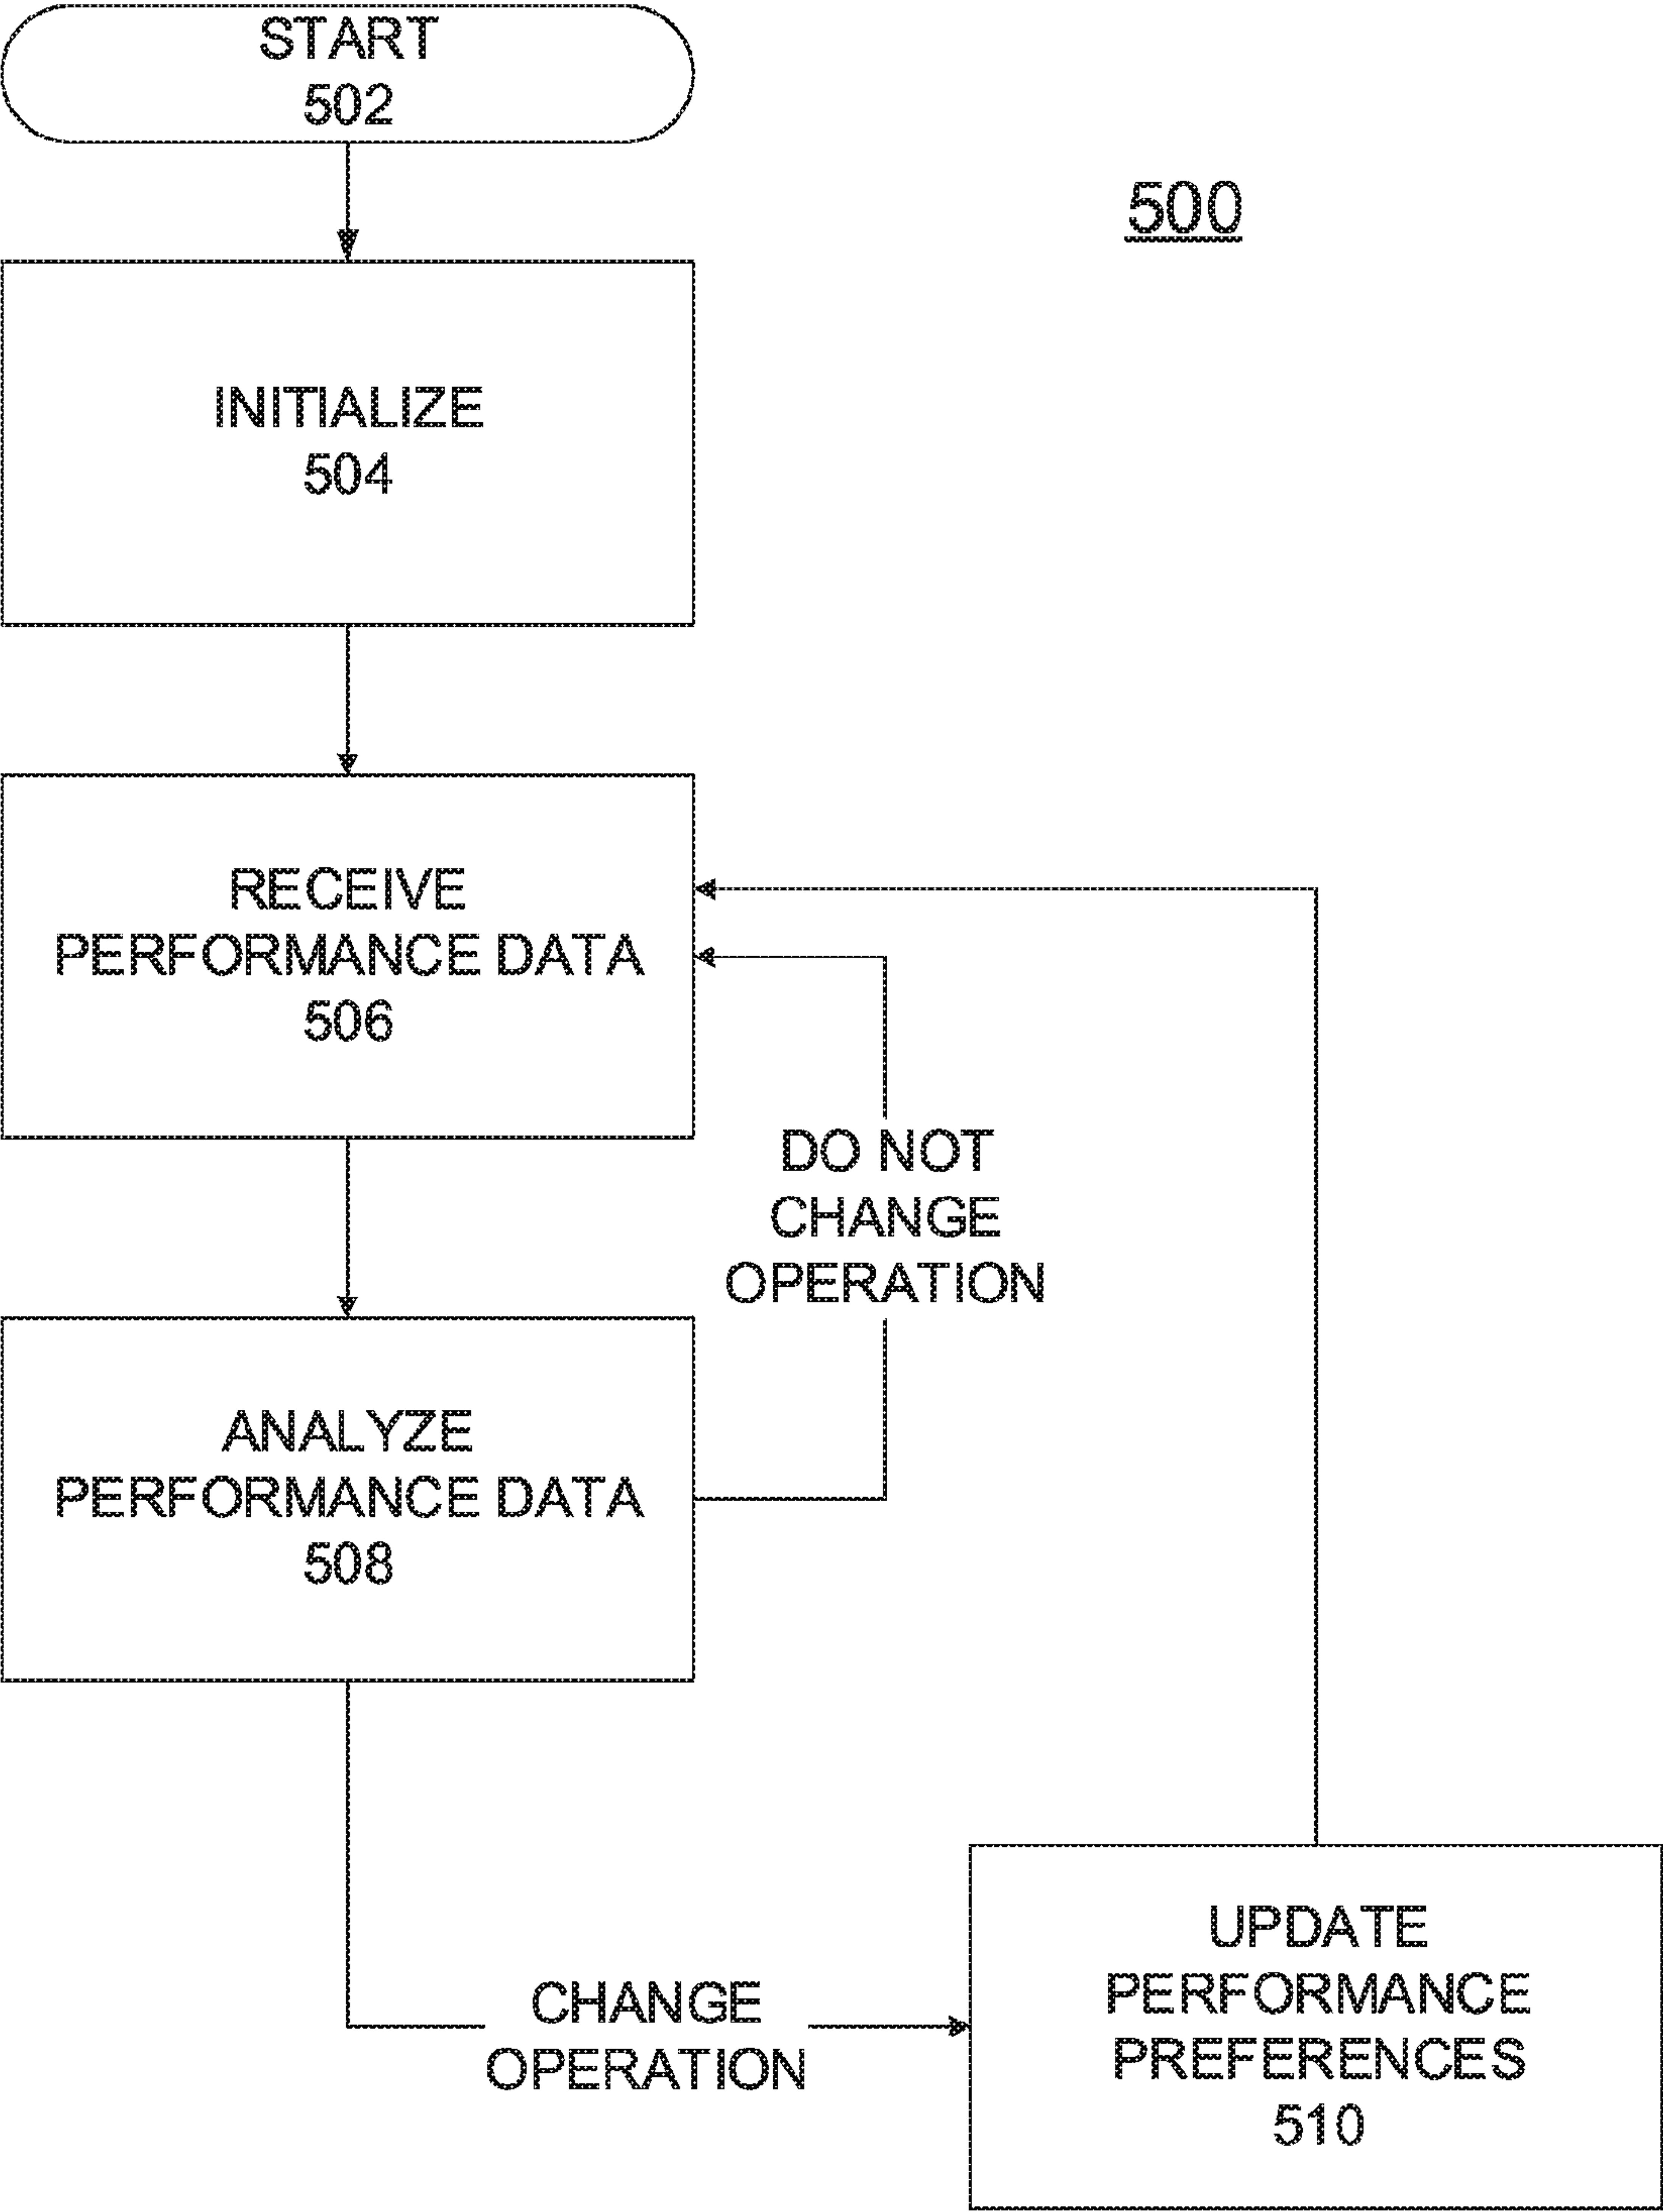 START
502
500
INITIALIZE
504
RECEIVE
PERFORMANCE DATA
506
DO NOT
CHANGE
OPERATION
ANALYZE
PERFORMANCE DATA
508
CHANGE
OPERATION
UPDATE
PERFORMANCE
PREFERENCES
510